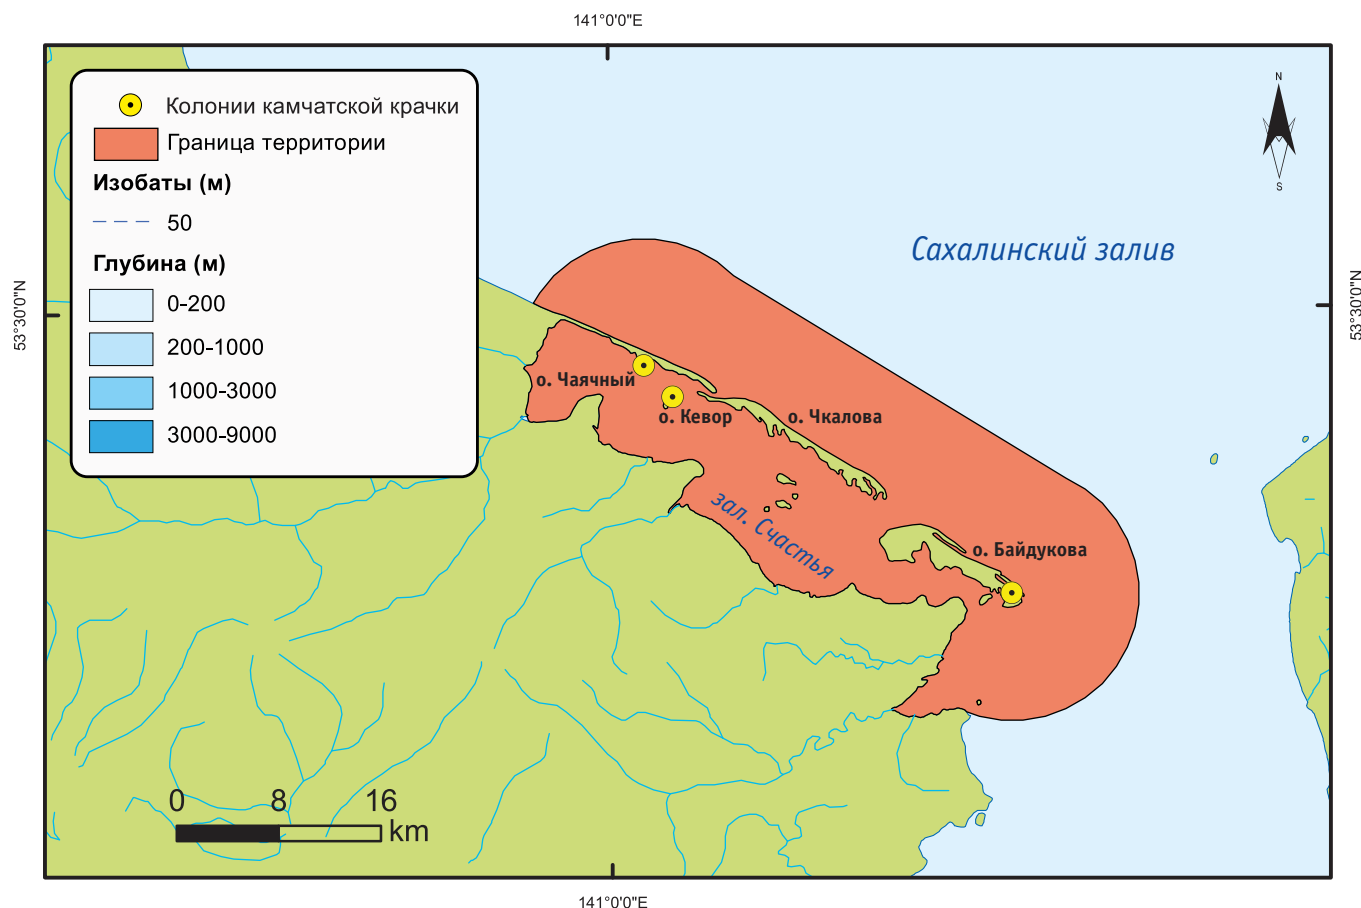 141°0'0"E
Колонии камчатской крачки
Граница территории
Изобаты (м)
50
Глубина (м)
0-200
200-1000
1000-3000
3000-9000
N
S
Сахалинский залив
53°30'0"N
53°30'0"N
о. Чаячный
о. Кевор
о. Чкалова
зал. Счастья
о. Байдукова
0 8 16
km
141°0'0"E